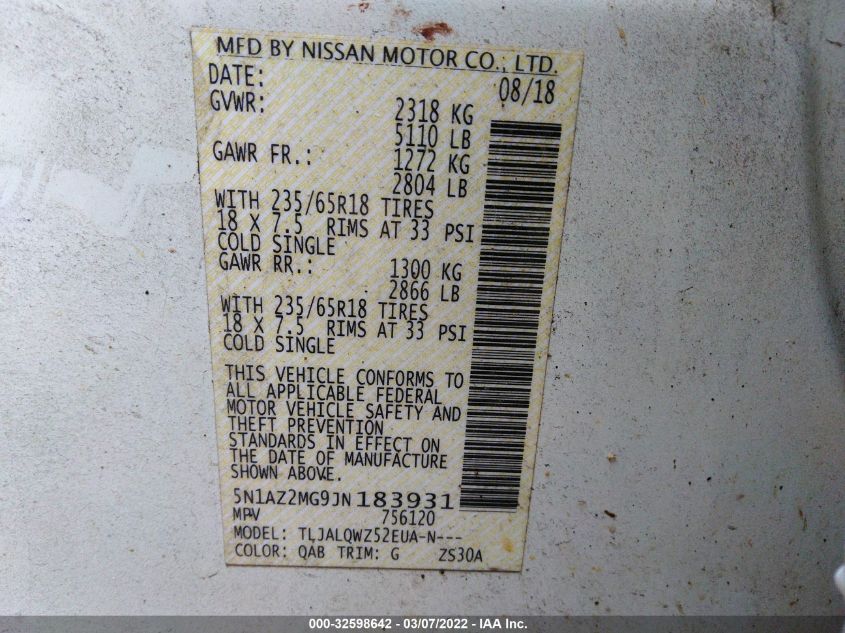 MFD BY NISSAN MOTOR CO., LTD.
DATE: 08/18
GVWR: 2318 KG
5110 LB
GAWR FR.: 1272 KG
2804 LB
WITH 235/65R18 TIRES
18 X 7.5 RIMS AT 33 PSI
COLD SINGLE
GAWR RR.: 1300 KG
2866 LB
WITH 235/65R18 TIRES
18 X 7.5 RIMS AT 33 PSI
COLD SINGLE
THIS VEHICLE CONFORMS TO
ALL APPLICABLE FEDERAL
MOTOR VEHICLE SAFETY AND
THEFT PREVENTION
STANDARDS IN EFFECT ON
THE DATE OF MANUFACTURE
SHOWN ABOVE.
5N1AZ2MG9JN183931
MPV 756120
MODEL: TLJALQWZ52EUA-N---
COLOR: QAB TRIM: G ZS30A
000-32598642 - 03/07/2022 - IAA Inc.